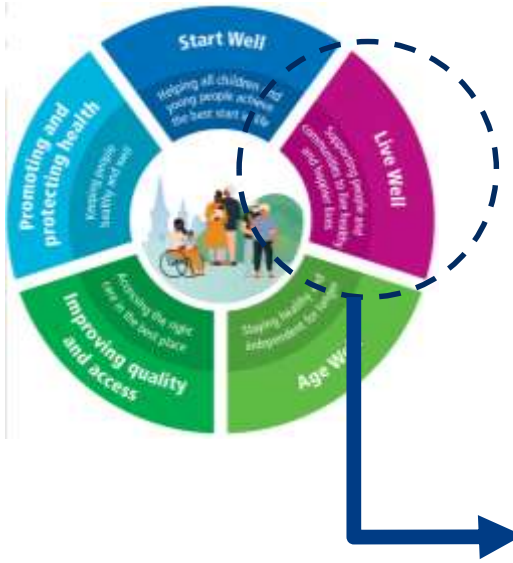 Start Well
Helping all children and
young people achieve
the best start in life
Live Well
Supporting people and
communities to live healthy
and happier lives
Age We
Staying healthy and
independent for longer
Improving quality
and access
Accessing the right
care in the best place
Promoting and
protecting health
Keeping people
healthy and well